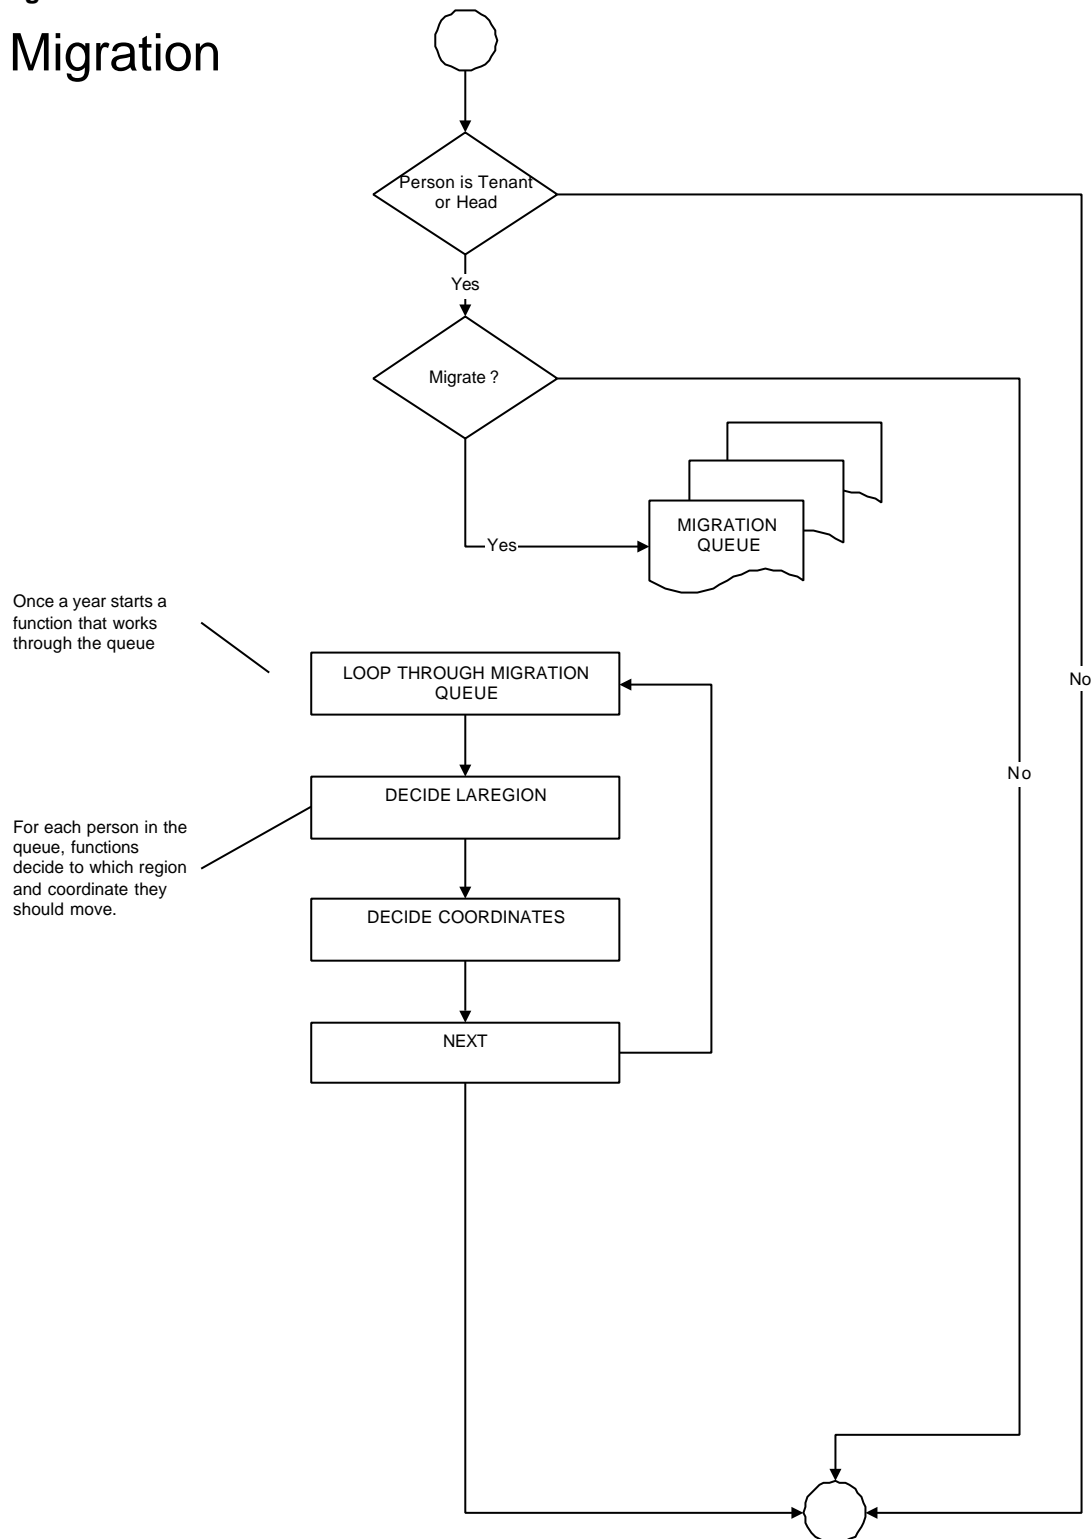 Migration
Person is Tenant
or Head
Yes
Migrate ?
MIGRATION
QUEUE
Yes
Once a year starts a
function that works
through the queue
LOOP THROUGH MIGRATION
QUEUE
No
No
DECIDE LAREGION
For each person in the
queue, functions
decide to which region
and coordinate they
should move.
DECIDE COORDINATES
NEXT